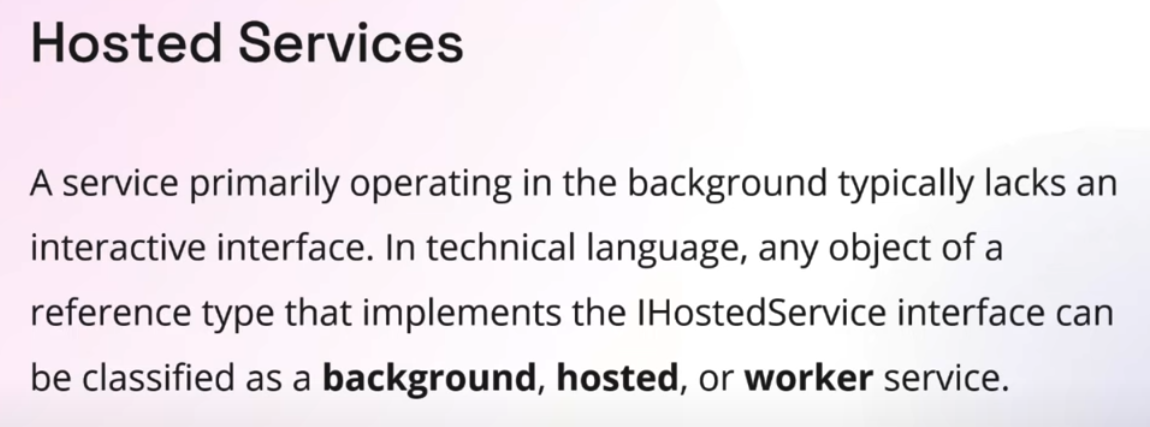 Hosted Services
A service primarily operating in the background typically lacks an
interactive interface. In technical language, any object of a
reference type that implements the IHostedService interface can
be classified as a background, hosted, or worker service.